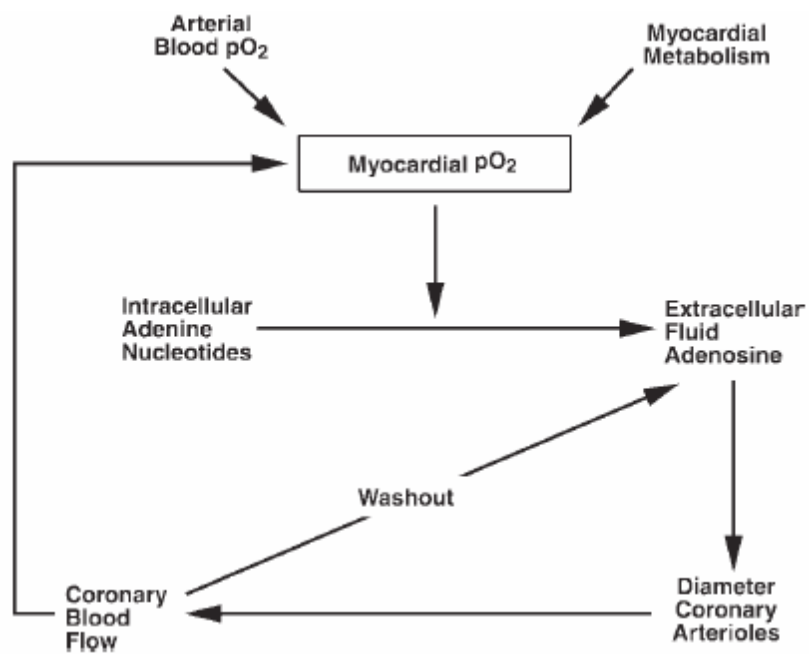 Arterial
Blood pO2
Myocardial
Metabolism
Myocardial pO2
Intracellular
Adenine
Nucleotides
Extracellular
Fluid
Adenosine
Washout
Coronary
Blood
Flow
Diameter
Coronary
Arterioles